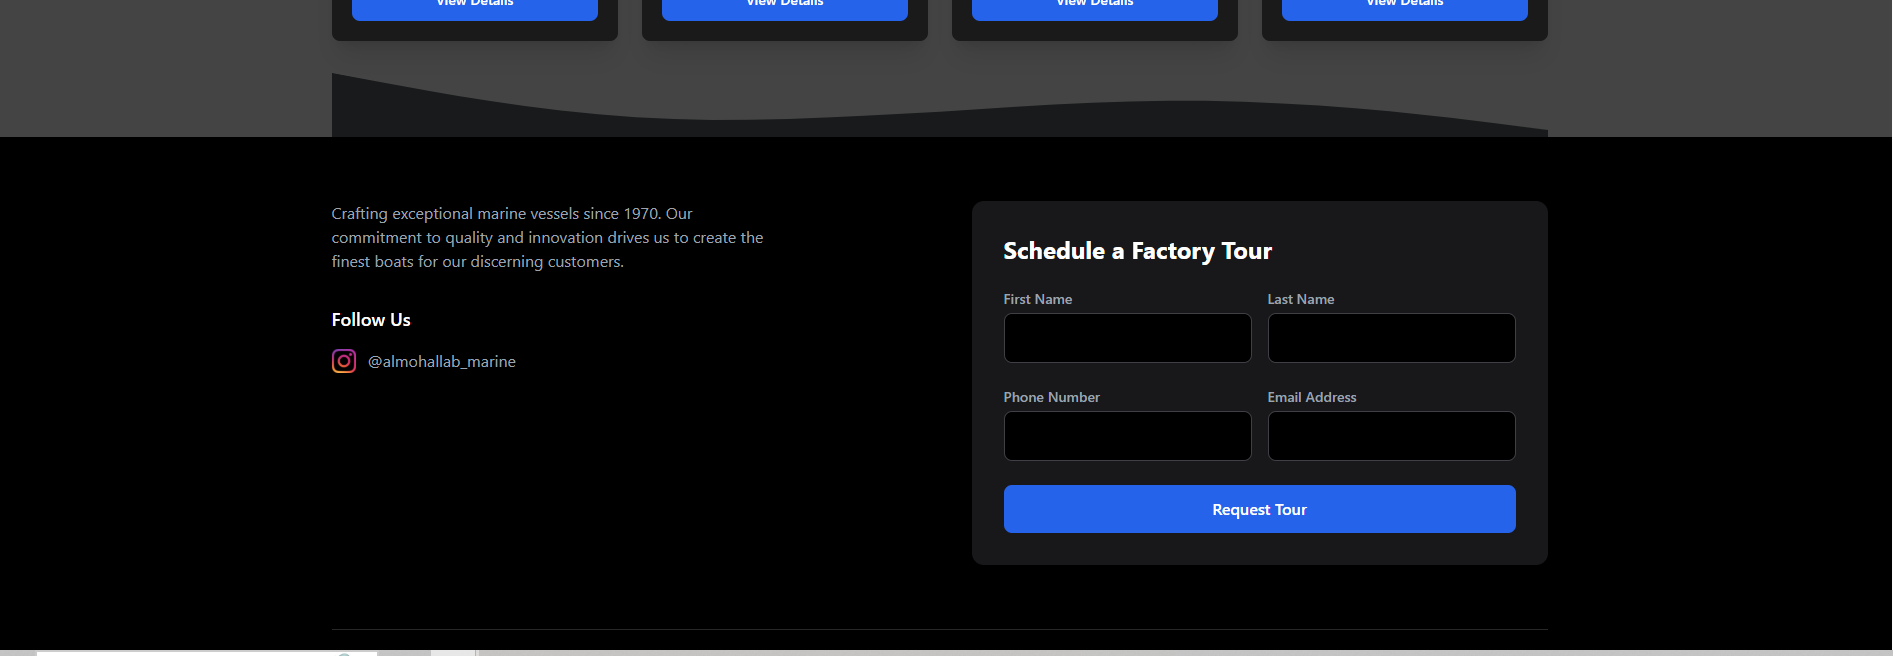 View Details
View Details
View Details
View Details
Crafting exceptional marine vessels since 1970. Our
commitment to quality and innovation drives us to create the
finest boats for our discerning customers.
Follow Us
@almohallab_marine
Schedule a Factory Tour
First Name
Last Name
Phone Number
Email Address
Request Tour